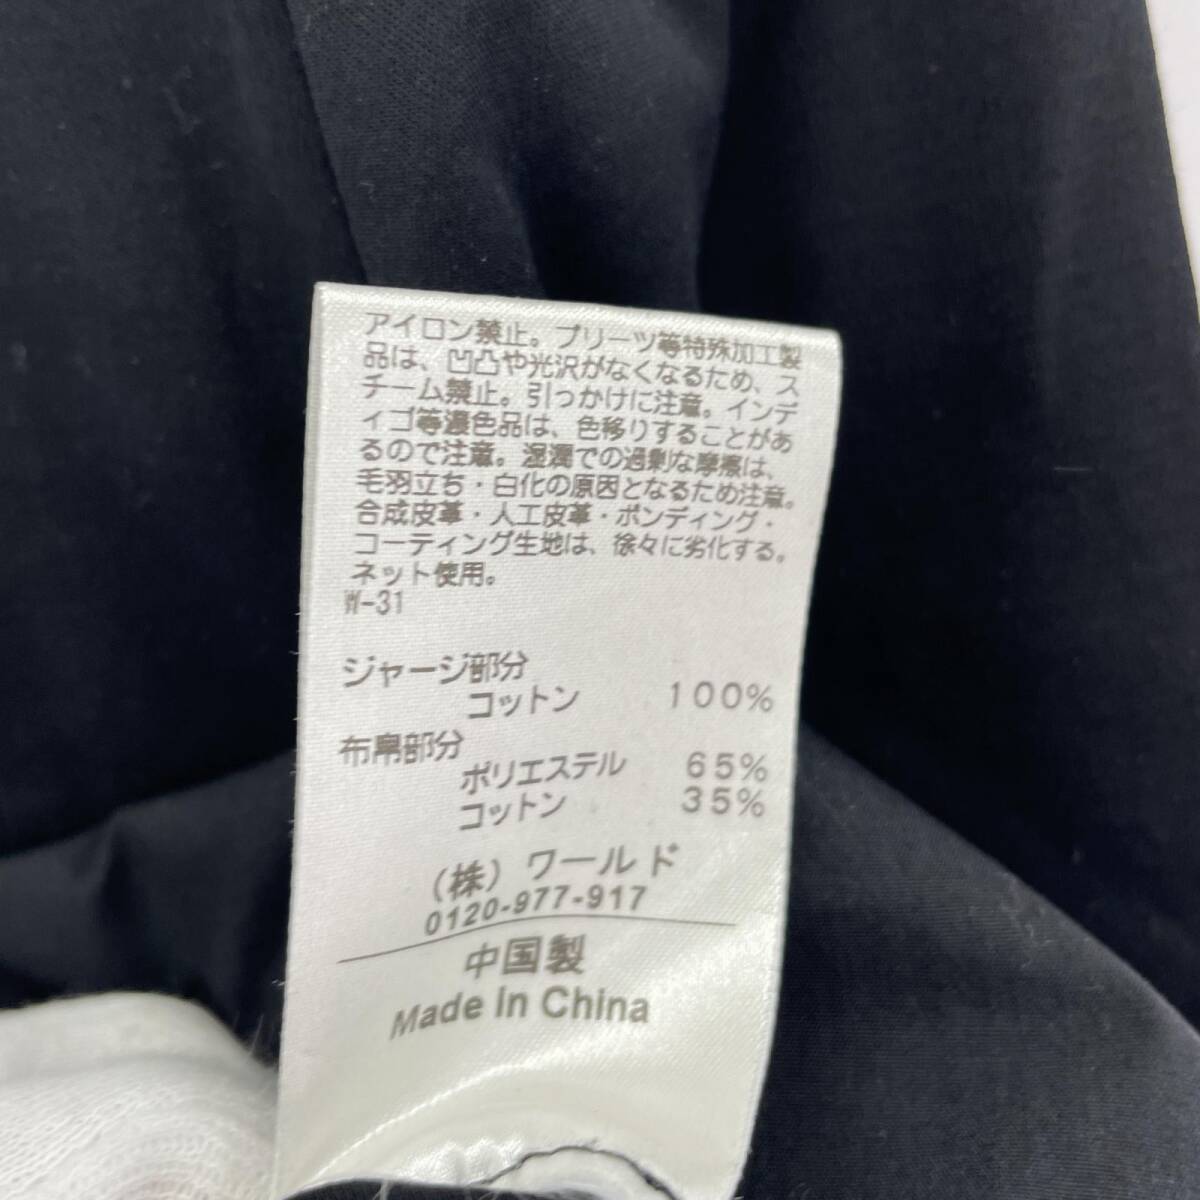 アイロン禁止。プリーツ等特殊加工製
品は、凹凸や光沢がなくなるため、ス
チーム禁止。引っかけに注意。インデ
ィゴ等濃色品は、色移りすることがあ
るので注意。湿潤での過剰な摩擦は、
毛羽立ち・白化の原因となるため注意。
合成皮革・人工皮革・ボンディング・
コーティング生地は、徐々に劣化する。
ネット使用。
W-31
ジャージ部分
コットン 100%
布帛部分
ポリエステル 65%
コットン 35%
(株)ワールド
0120-977-917
中国製
Made in China